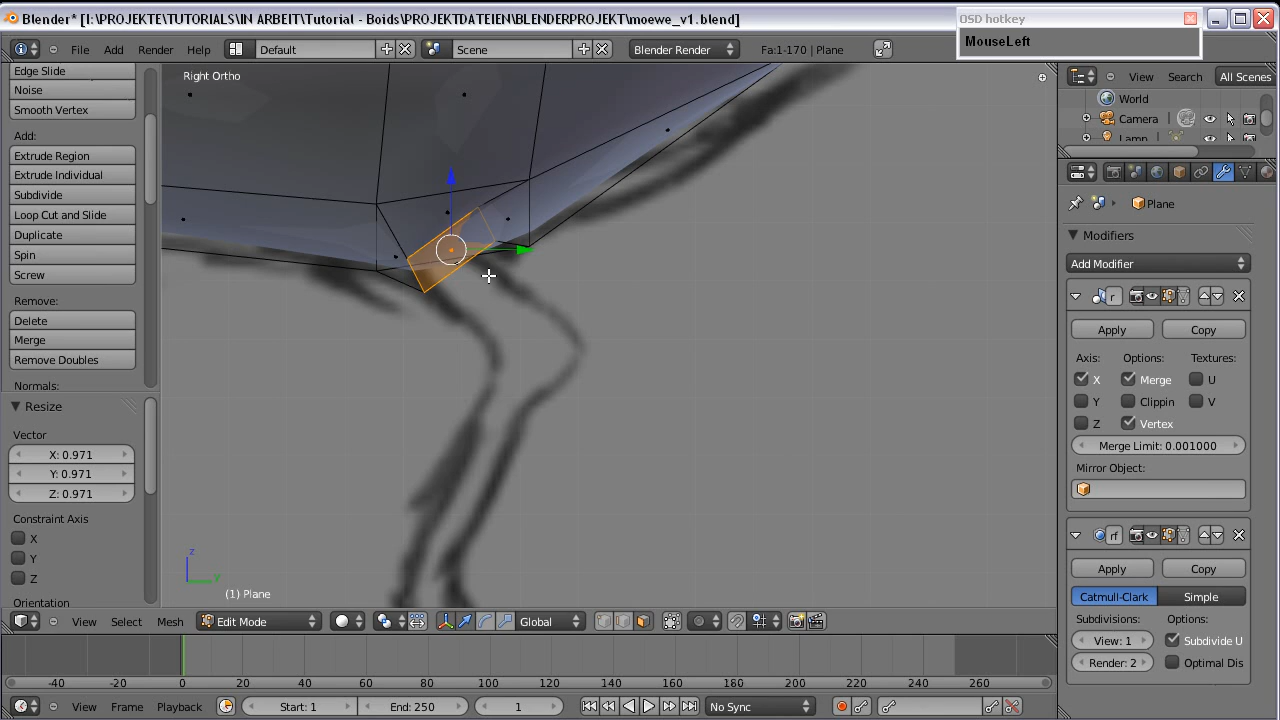 Blender* [I:\PROJEKTE\TUTORIALS\IN ARBEIT\Tutorial - Boids\PROJEKTDATEIEN\BLENDERPROJEKT\moewe_v1.blend]
OSD hotkey
MouseLeft
File Add Render Help Default Scene Blender Render Fa:1-170 | Plane
Edge Slide
Noise
Smooth Vertex
Add:
Extrude Region
Extrude Individual
Subdivide
Loop Cut and Slide
Duplicate
Spin
Screw
Remove:
Delete
Merge
Remove Doubles
Normals:
Resize
Vector
X: 0.971
Y: 0.971
Z: 0.971
Constraint Axis
X
Y
Z
Orientation
Right Ortho
z
y
(1) Plane
View Select Mesh Edit Mode Global
View Search All Scenes
World
Camera
Lamp
Plane
Modifiers
Add Modifier
r
Apply Copy
Axis: Options: Textures:
X Merge U
Y Clippin V
Z Vertex
Merge Limit: 0.001000
Mirror Object:
rf
Apply Copy
Catmull-Clark Simple
Subdivisions: Options:
View: 1 Subdivide U
Render: 2 Optimal Dis
-40 -20 0 20 40 60 80 100 120 140 160 180 200 220 240 260
View Frame Playback Start: 1 End: 250 1 No Sync